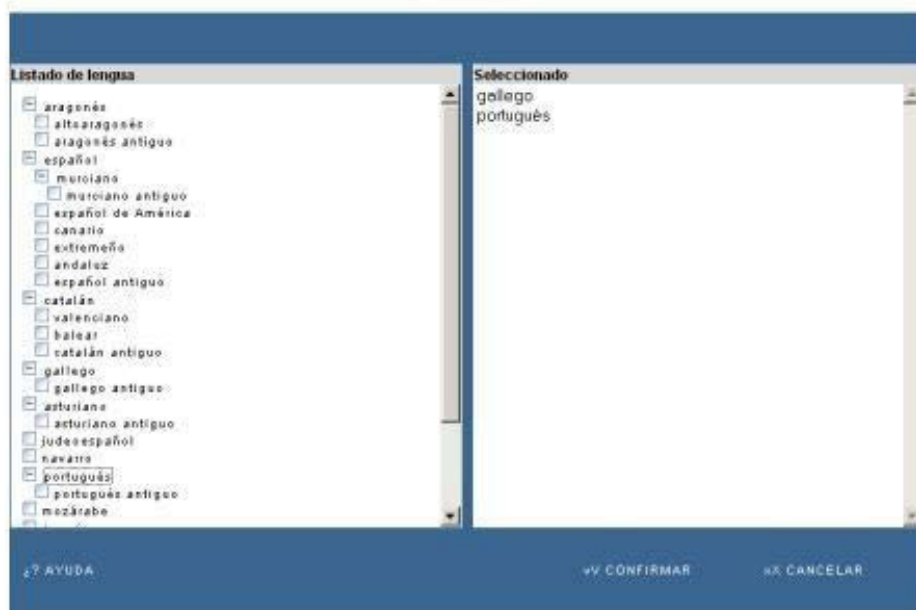 Listado de lengua
aragonés
altoaragonés
aragonés antiguo
español
murciano
murciano antiguo
español de América
canario
extremeño
andaluz
español antiguo
catalán
valenciano
balear
catalán antiguo
gallego
gallego antiguo
asturiano
asturiano antiguo
judeoespañol
navarro
portugués
portugués antiguo
mozárabe
Seleccionado
gallego
portugués
¿? AYUDA
vV CONFIRMAR
xX CANCELAR